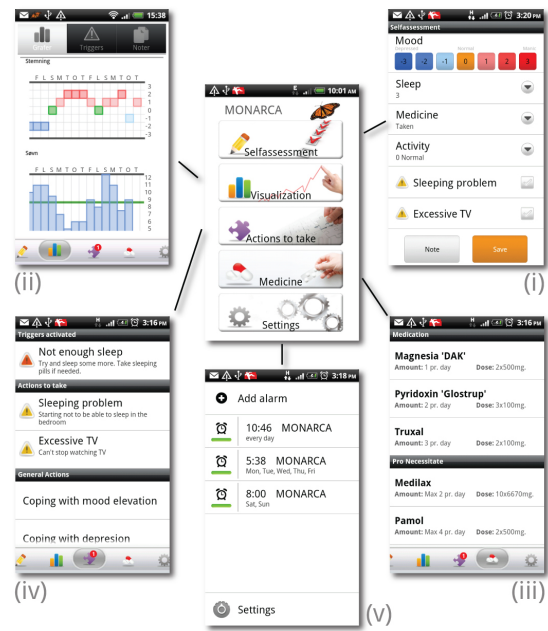 15:38
Grafer
Triggers
Noter
Stemning
F L S M T O T F L S M T O T
3
2
1
0
-1
-2
-3
Søvn
F L S M T O T F L S M T O T
12
11
10
9
8
7
6
5
1
(ii)
10:01 AM
MONARCA
Selfassessment
Visualization
Actions to take
Medicine
Settings
3:20 PM
Selfassessment
Mood
Depressed Normal Manic
-3 -2 -1 0 1 2 3
Sleep
3
Medicine
Taken
Activity
0 Normal
Sleeping problem
Excessive TV
Note Save
(i)
3:16 PM
Triggers activated
Not enough sleep
Try and sleep some more. Take sleeping
pills if needed.
Actions to take
Sleeping problem
Starting not to be able to sleep in the
bedroom
Excessive TV
Can't stop watching TV
General Actions
Coping with mood elevation
Coping with depresion
1
(iv)
3:18 PM
Add alarm
10:46 MONARCA
every day
5:38 MONARCA
Mon, Tue, Wed, Thu, Fri
8:00 MONARCA
Sat, Sun
Settings
(v)
3:16 PM
Medication
Magnesia 'DAK'
Amount: 1 pr. day Dose: 2x500mg.
Pyridoxin 'Glostrup'
Amount: 2 pr. day Dose: 3x100mg.
Truxal
Amount: 3 pr. day Dose: 2x100mg.
Pro Necessitate
Medilax
Amount: Max 2 pr. day Dose: 10x6670mg.
Pamol
Amount: Max 4 pr. day Dose: 2x500mg.
1
(iii)